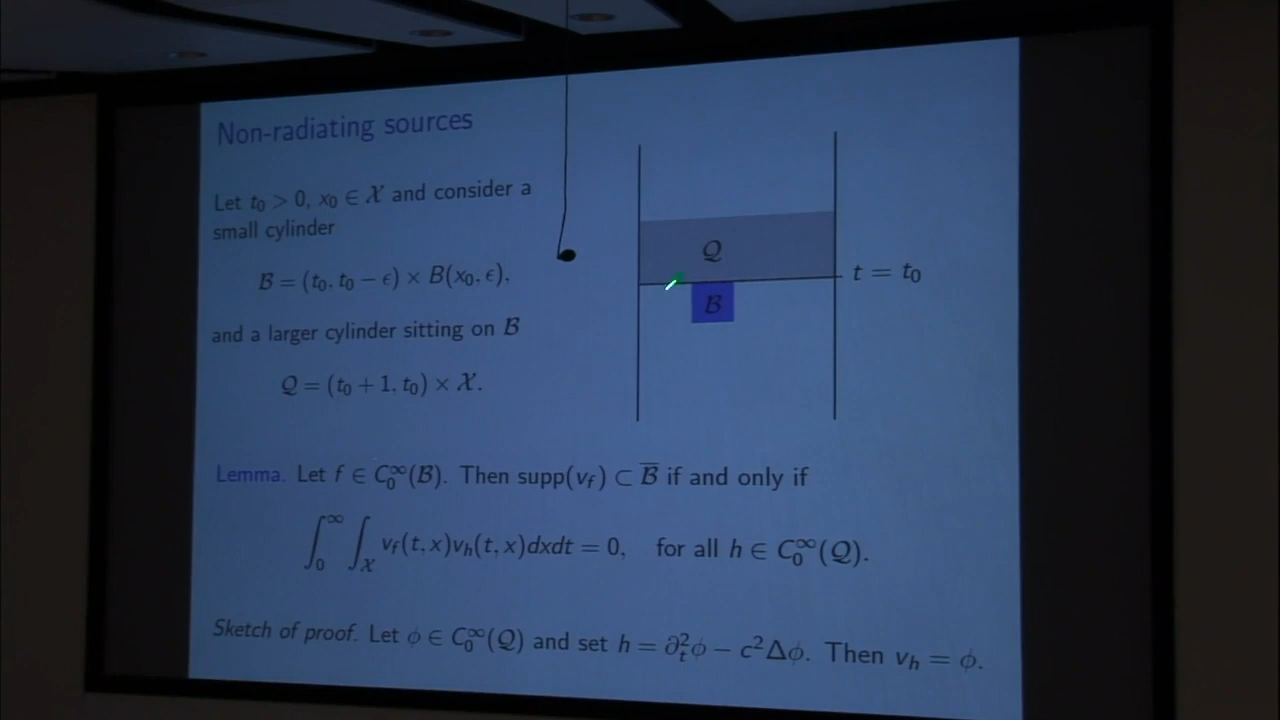 Non-radiating sources
Let t₀ > 0, x₀ ∈ 𝒳 and consider a
small cylinder
ℬ = (t₀, t₀ − ϵ) × B(x₀, ϵ),
and a larger cylinder sitting on ℬ
𝒬 = (t₀ + 1, t₀) × 𝒳.
𝒬
t = t₀
ℬ
Lemma. Let f ∈ C₀^∞(ℬ). Then supp(v_f) ⊂ ℬ̅ if and only if
∫₀^∞ ∫_𝒳 v_f(t, x)v_h(t, x)dxdt = 0, for all h ∈ C₀^∞(𝒬).
Sketch of proof. Let ϕ ∈ C₀^∞(𝒬) and set h = ∂ₜ²ϕ − c²Δϕ. Then v_h = ϕ.